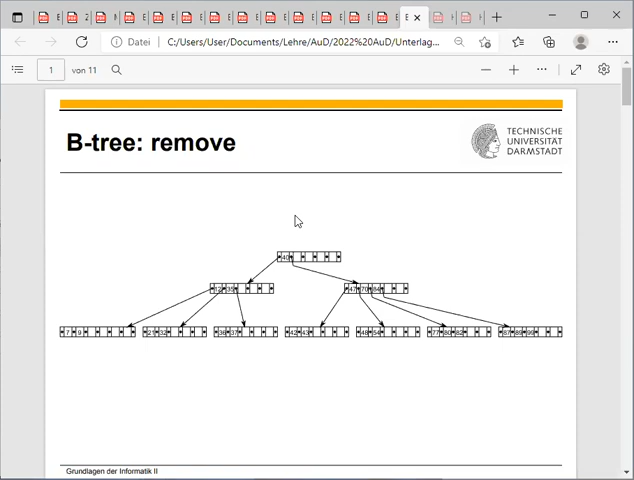 Datei
C:/Users/User/Documents/Lehre/AuD/2022%20AuD/Unterlag...
1
von 11
B-tree: remove
TECHNISCHE
UNIVERSITÄT
DARMSTADT
40
12 35
47 70 84
7 9
21 32
36 37
42 43
48 54
77 80 82
87 89 99
Grundlagen der Informatik II